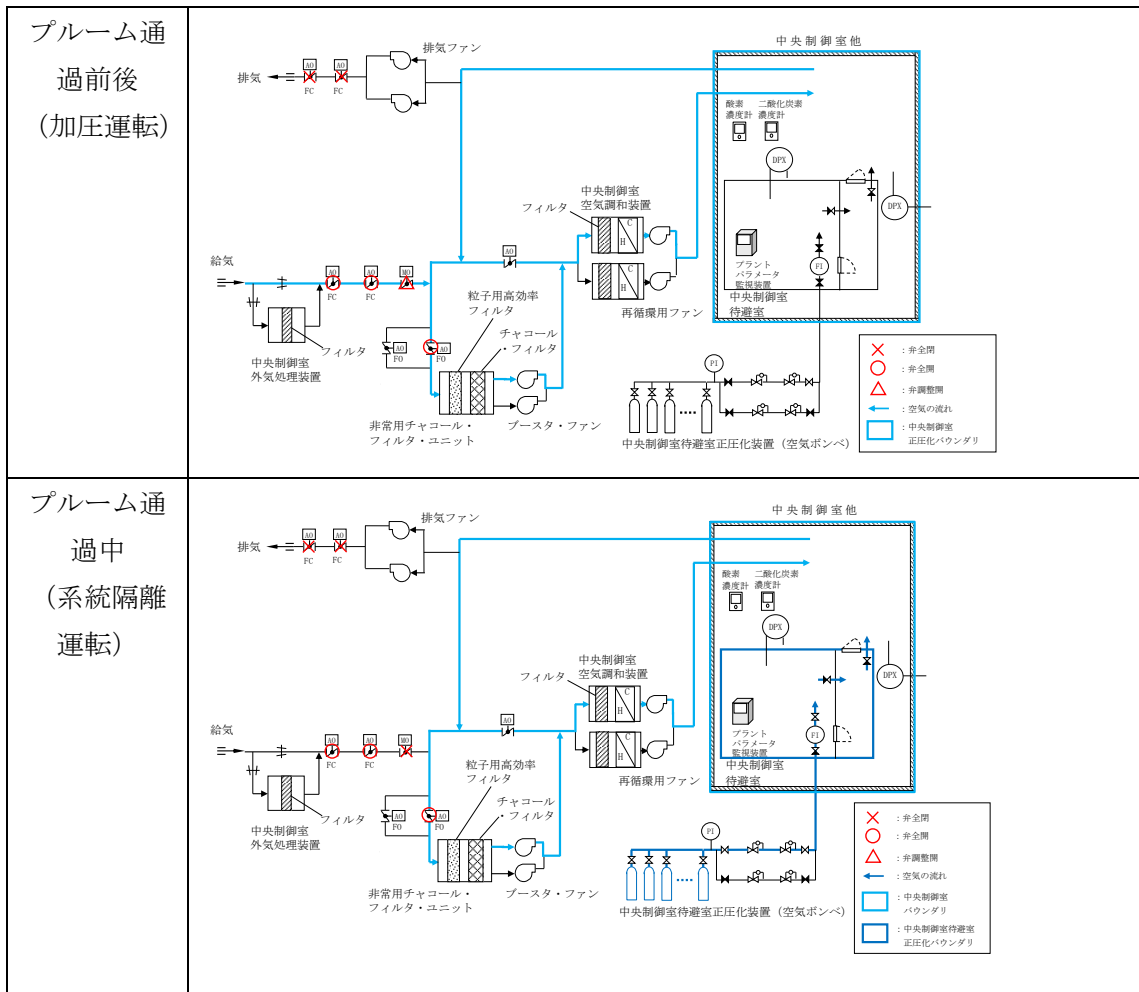 プルーム通
過前後
（加圧運転）
中央制御室他
排気ファン
AO
AO
排気
FC
FC
酸素
濃度計
二酸化炭素
濃度計
DPX
DPX
中央制御室
空気調和装置
フィルタ
C
H
C
H
AO
給気
AO
AO
MO
FC
FC
プラント
パラメータ
監視装置
FI
中央制御室
待避室
粒子用高効率
フィルタ
再循環用ファン
チャコール
・フィルタ
フィルタ
AO
FO
AO
FO
中央制御室
外気処理装置
PI
非常用チャコール・
フィルタ・ユニット
ブースタ・ファン
中央制御室待避室正圧化装置（空気ボンベ）
：弁全閉
：弁全開
：弁調整開
：空気の流れ
：中央制御室
正圧化バウンダリ
プルーム通
過中
（系統隔離
運転）
中央制御室他
排気ファン
AO
AO
排気
FC
FC
酸素
濃度計
二酸化炭素
濃度計
DPX
DPX
中央制御室
空気調和装置
フィルタ
C
H
C
H
AO
給気
AO
AO
MO
FC
FC
プラント
パラメータ
監視装置
FI
中央制御室
待避室
粒子用高効率
フィルタ
再循環用ファン
チャコール
・フィルタ
フィルタ
AO
FO
AO
FO
中央制御室
外気処理装置
PI
非常用チャコール・
フィルタ・ユニット
ブースタ・ファン
中央制御室待避室正圧化装置（空気ボンベ）
：弁全閉
：弁全開
：弁調整開
：空気の流れ
：中央制御室
バウンダリ
：中央制御室待避室
正圧化バウンダリ